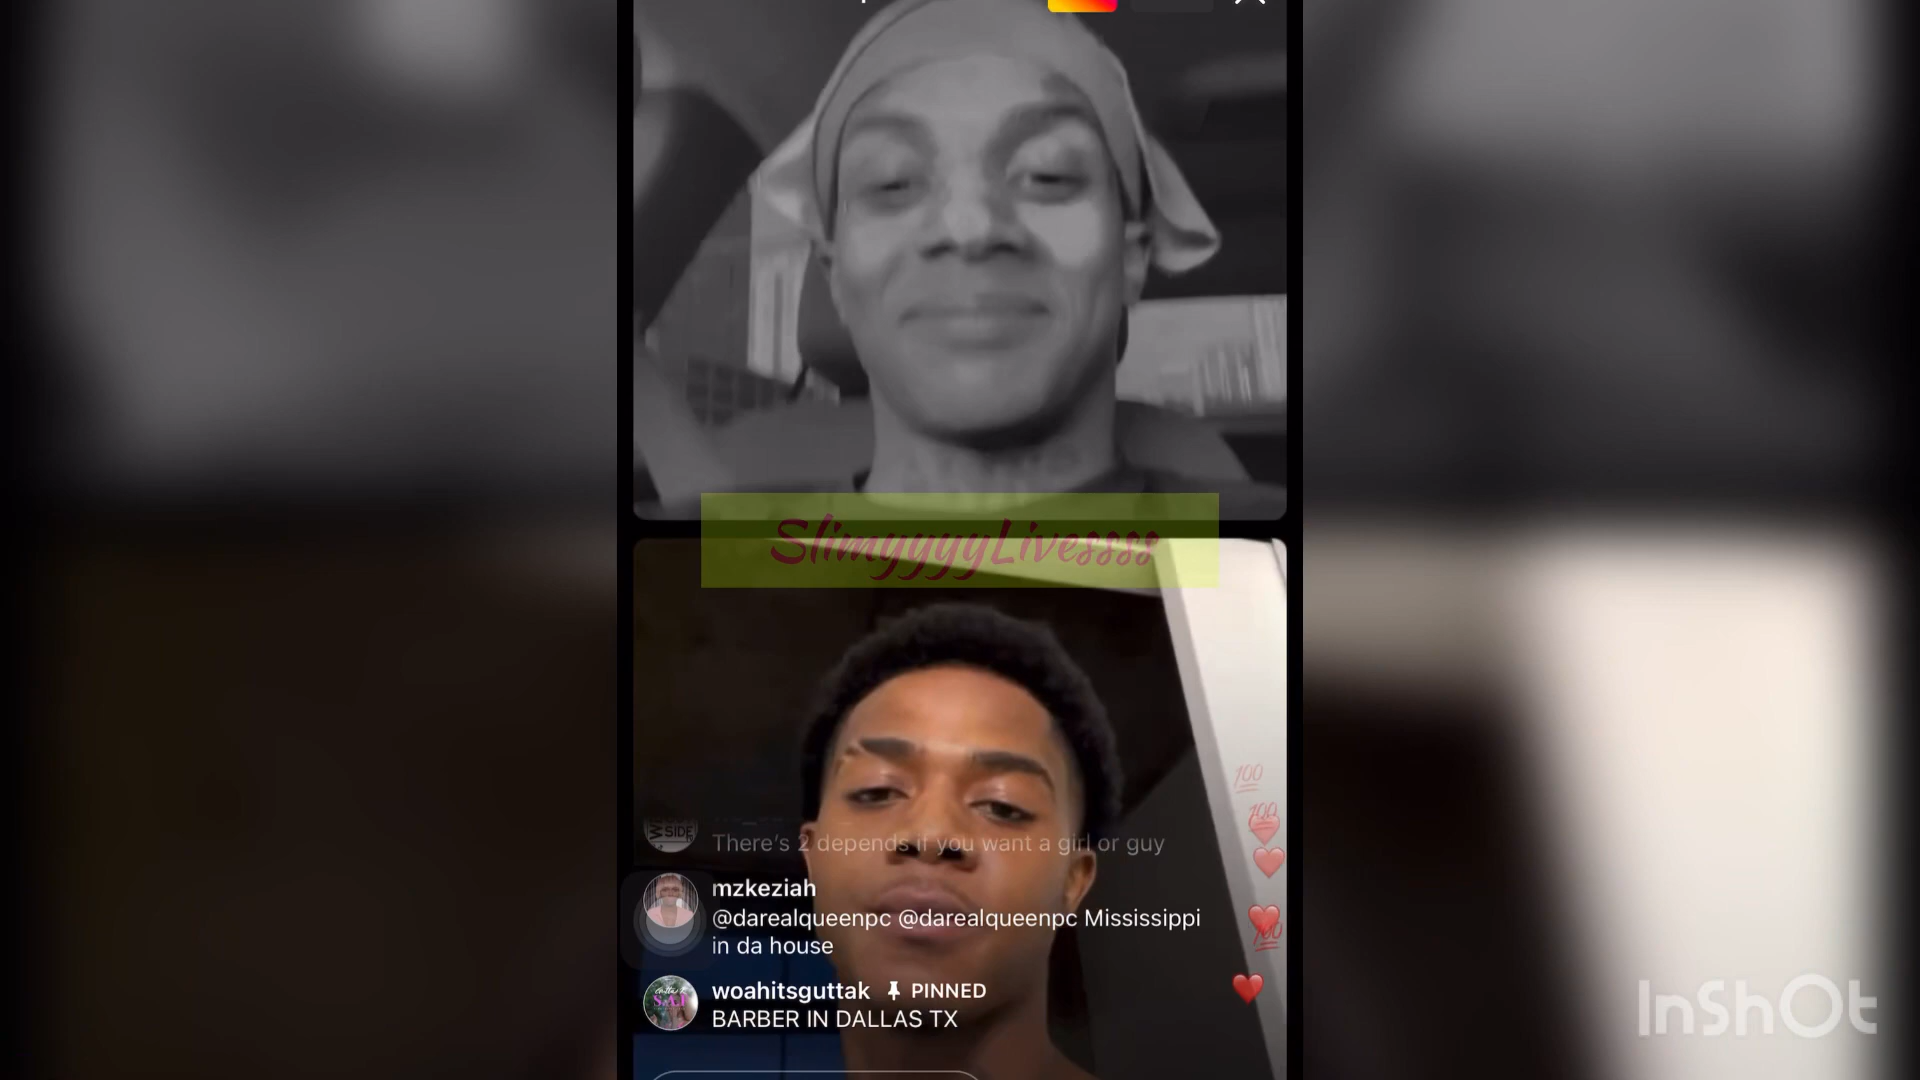 SlimyyyyLivessss
SIDE
There's 2 depends if you want a girl or guy
mzkeziah
@darealqueenpc @darealqueenpc Mississippi
in da house
woahitsguttak PINNED
BARBER IN DALLAS TX
InShOt